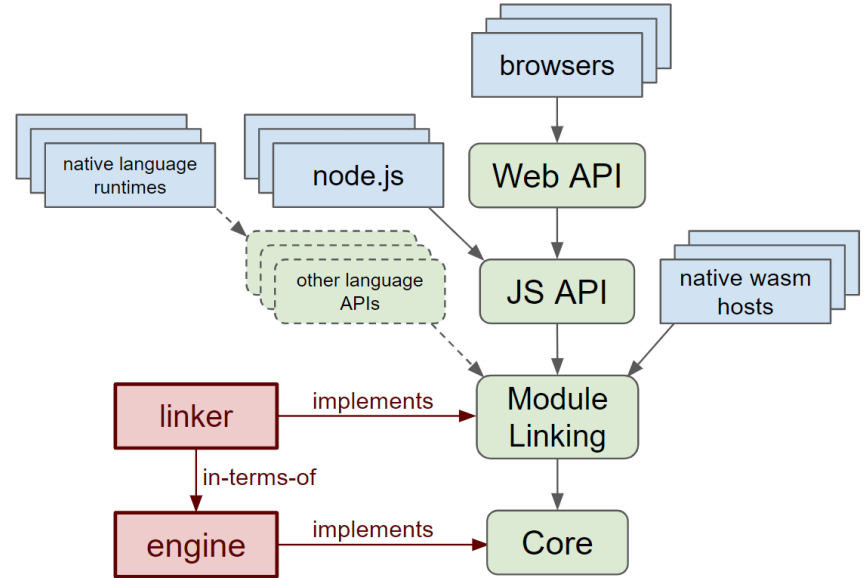 browsers
native language
runtimes
node.js
Web API
other language
APIs
JS API
native wasm
hosts
linker
implements
Module
Linking
in-terms-of
engine
implements
Core